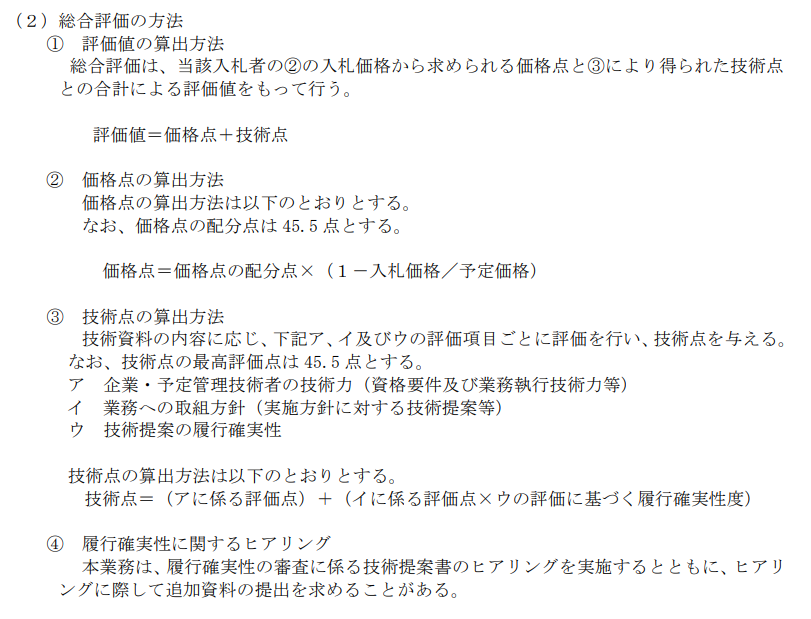 （２）総合評価の方法
①　評価値の算出方法
総合評価は、当該入札者の②の入札価格から求められる価格点と③により得られた技術点
との合計による評価値をもって行う。
評価値＝価格点＋技術点
②　価格点の算出方法
価格点の算出方法は以下のとおりとする。
なお、価格点の配分点は 45.5 点とする。
価格点＝価格点の配分点×（１－入札価格／予定価格）
③　技術点の算出方法
技術資料の内容に応じ、下記ア、イ及びウの評価項目ごとに評価を行い、技術点を与える。
なお、技術点の最高評価点は 45.5 点とする。
ア　企業・予定管理技術者の技術力（資格要件及び業務執行技術力等）
イ　業務への取組方針（実施方針に対する技術提案等）
ウ　技術提案の履行確実性
技術点の算出方法は以下のとおりとする。
技術点＝（アに係る評価点）＋（イに係る評価点×ウの評価に基づく履行確実性度）
④　履行確実性に関するヒアリング
本業務は、履行確実性の審査に係る技術提案書のヒアリングを実施するとともに、ヒアリ
ングに際して追加資料の提出を求めることがある。